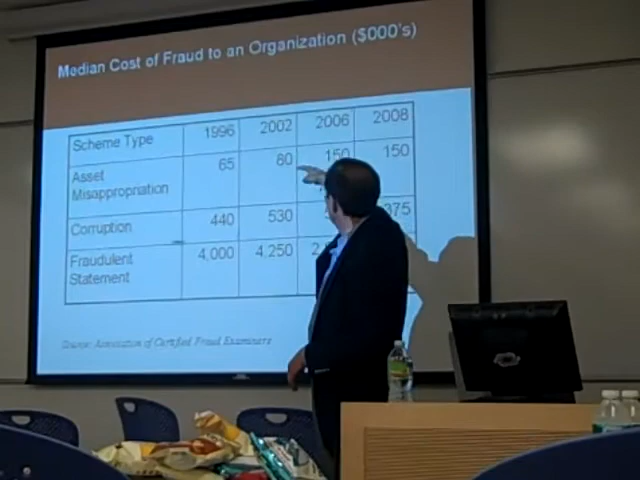 Median Cost of Fraud to an Organization ($000's)
Scheme Type 1996 2002 2006 2008
Asset Misappropriation 65 80 150 150
Corruption 440 530 375
Fraudulent Statement 4,000 4,250
Source: Association of Certified Fraud Examiners